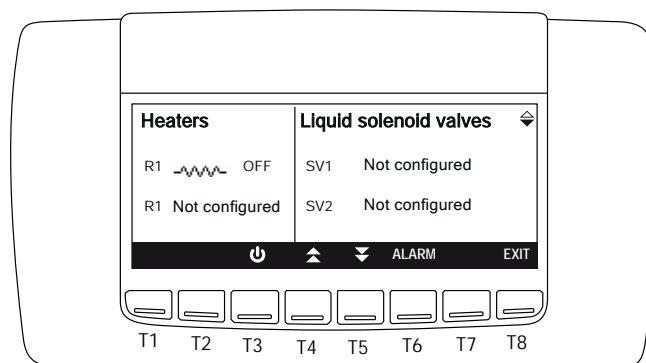 Heaters
Liquid solenoid valves
R1 OFF
SV1 Not configured
R1 Not configured
SV2 Not configured
ALARM EXIT
T1 T2 T3 T4 T5 T6 T7 T8